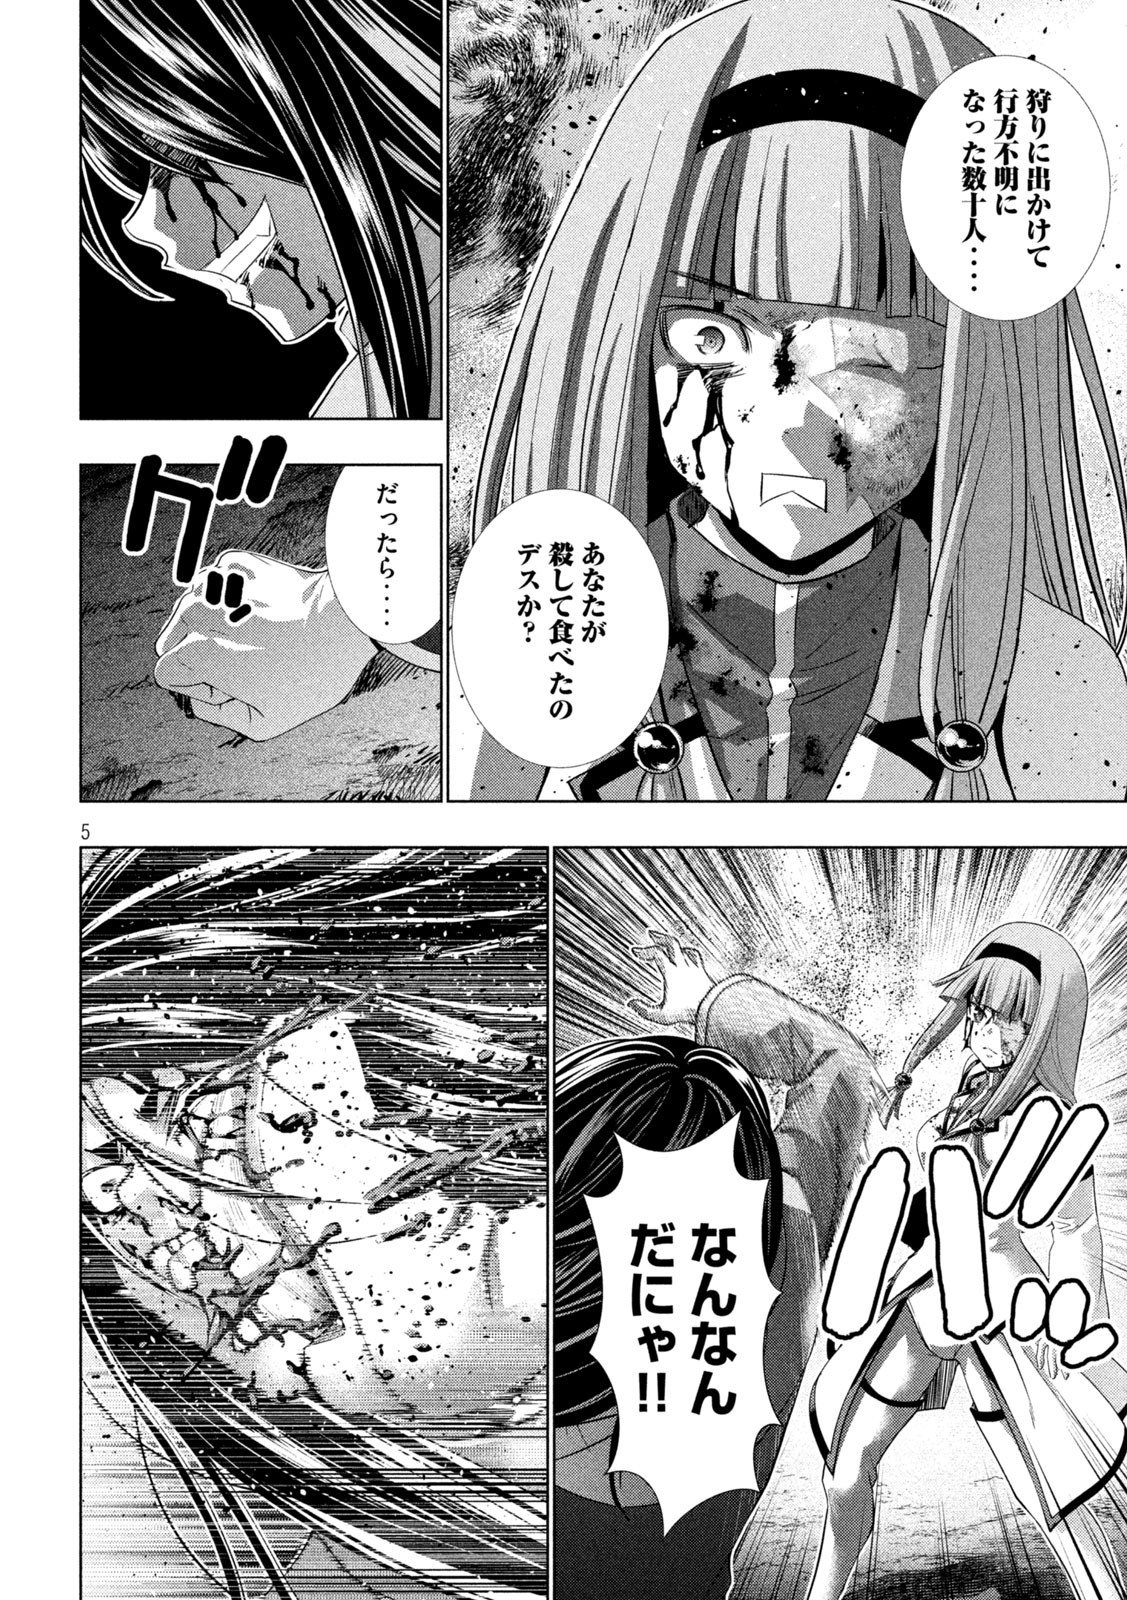 狩りに出かけて
行方不明に
なった数十人‥‥
あなたが
殺して食べたの
デスか？
だったら‥‥
グッ
なんなん
だにゃ!!
5